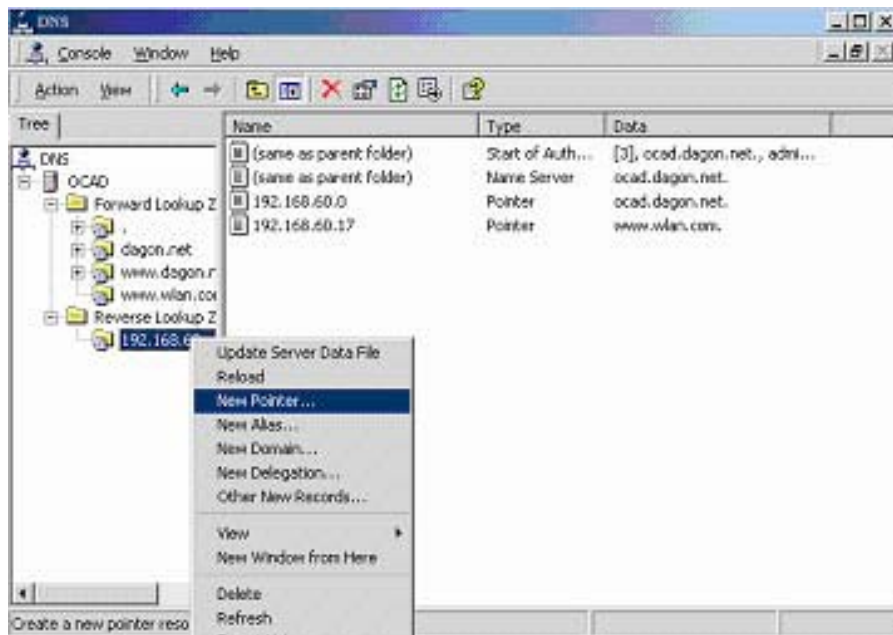 DNS
Console Window Help
Action View
Tree
Name Type Data
DNS
OCAD
Forward Lookup Z
.
dagon.net
www.dagon.r
www.wlan.coi
Reverse Lookup Z
192.168.6
(same as parent folder) Start of Auth... [3], ocad.dagon.net., admi...
(same as parent folder) Name Server ocad.dagon.net.
192.168.60.0 Pointer ocad.dagon.net.
192.168.60.17 Pointer www.wlan.com.
Update Server Data File
Reload
New Pointer...
New Alias...
New Domain...
New Delegation...
Other New Records...
View
New Window from Here
Delete
Refresh
Create a new pointer reso